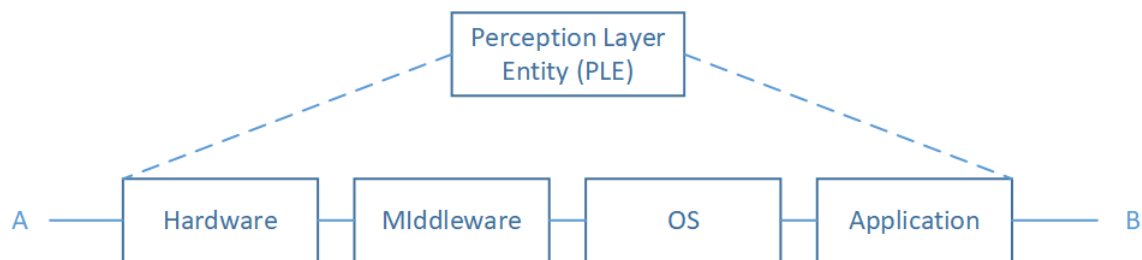 Perception Layer
Entity (PLE)
A
Hardware
MIddleware
OS
Application
B